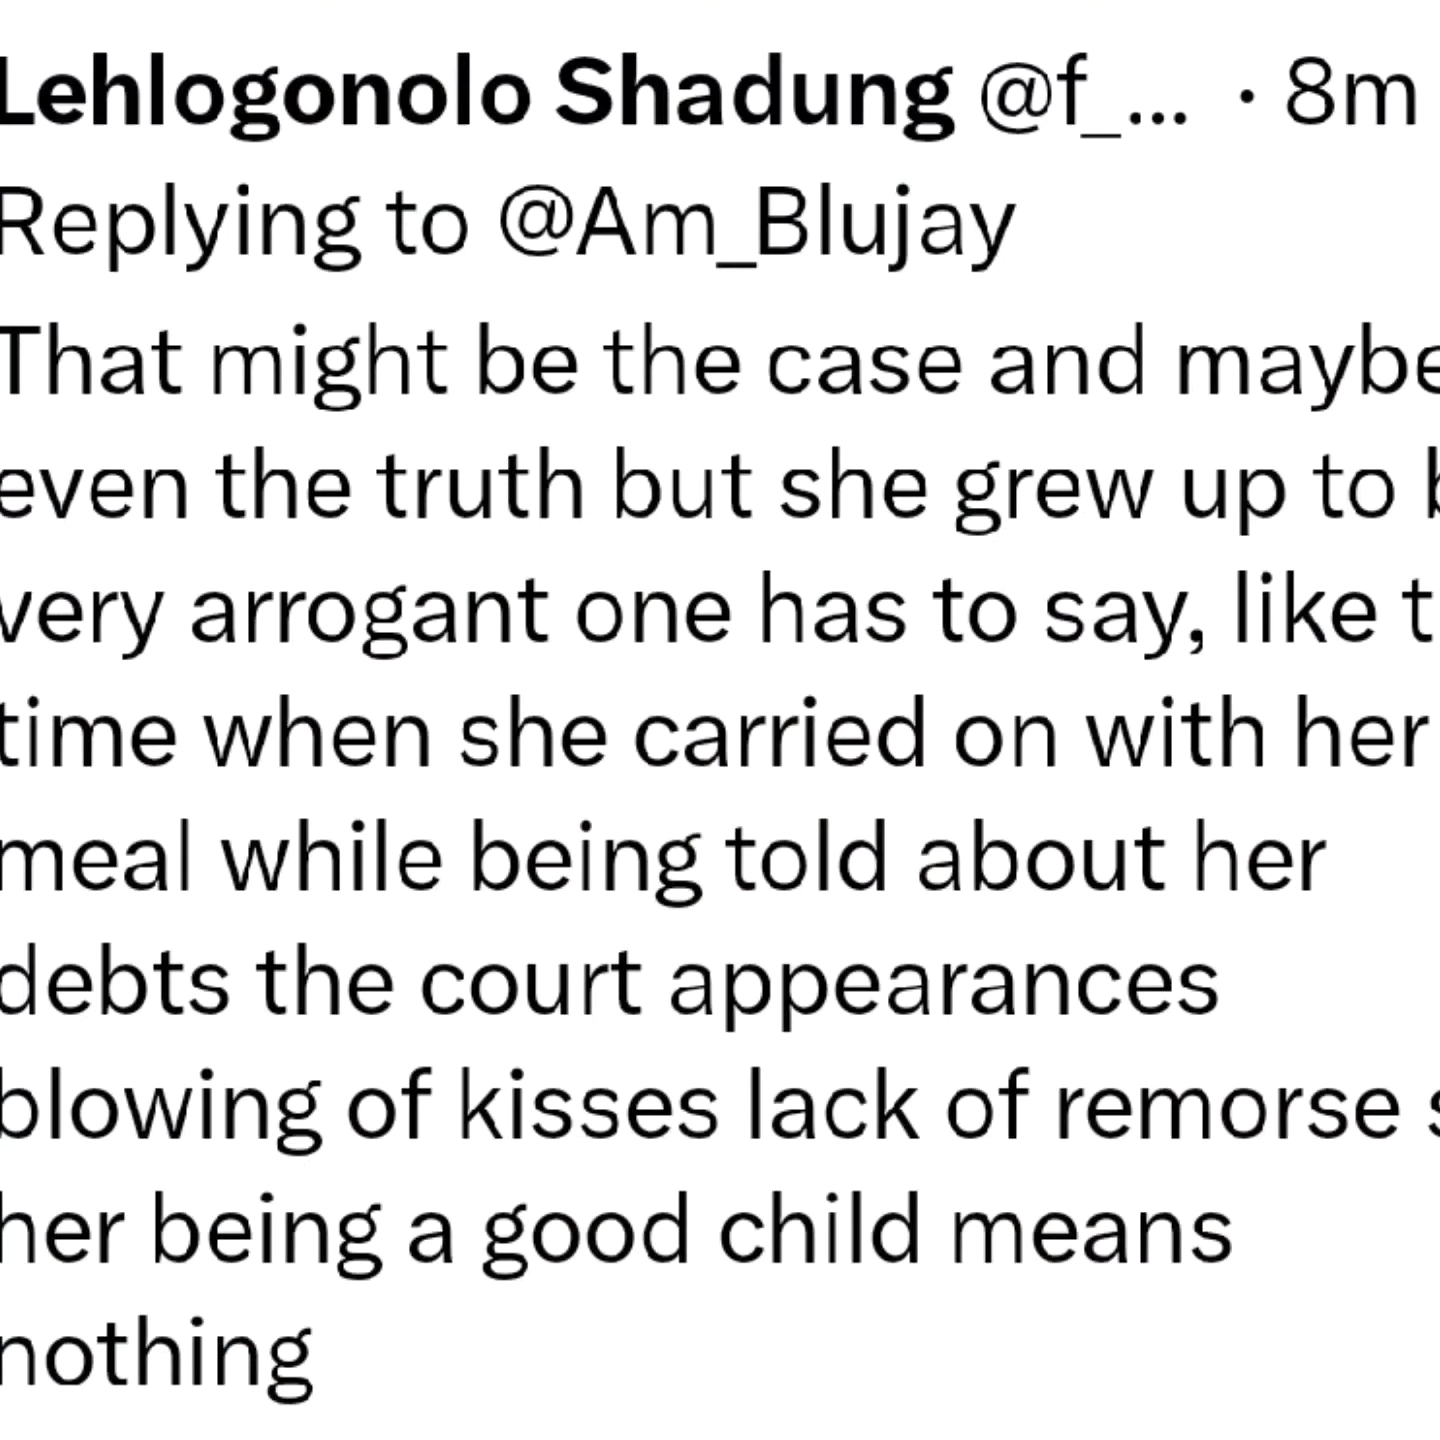 Lehlogonolo Shadung @f_... · 8m
Replying to @Am_Blujay
That might be the case and maybe
even the truth but she grew up to
very arrogant one has to say, like
time when she carried on with her
meal while being told about her
debts the court appearances
blowing of kisses lack of remorse
her being a good child means
nothing